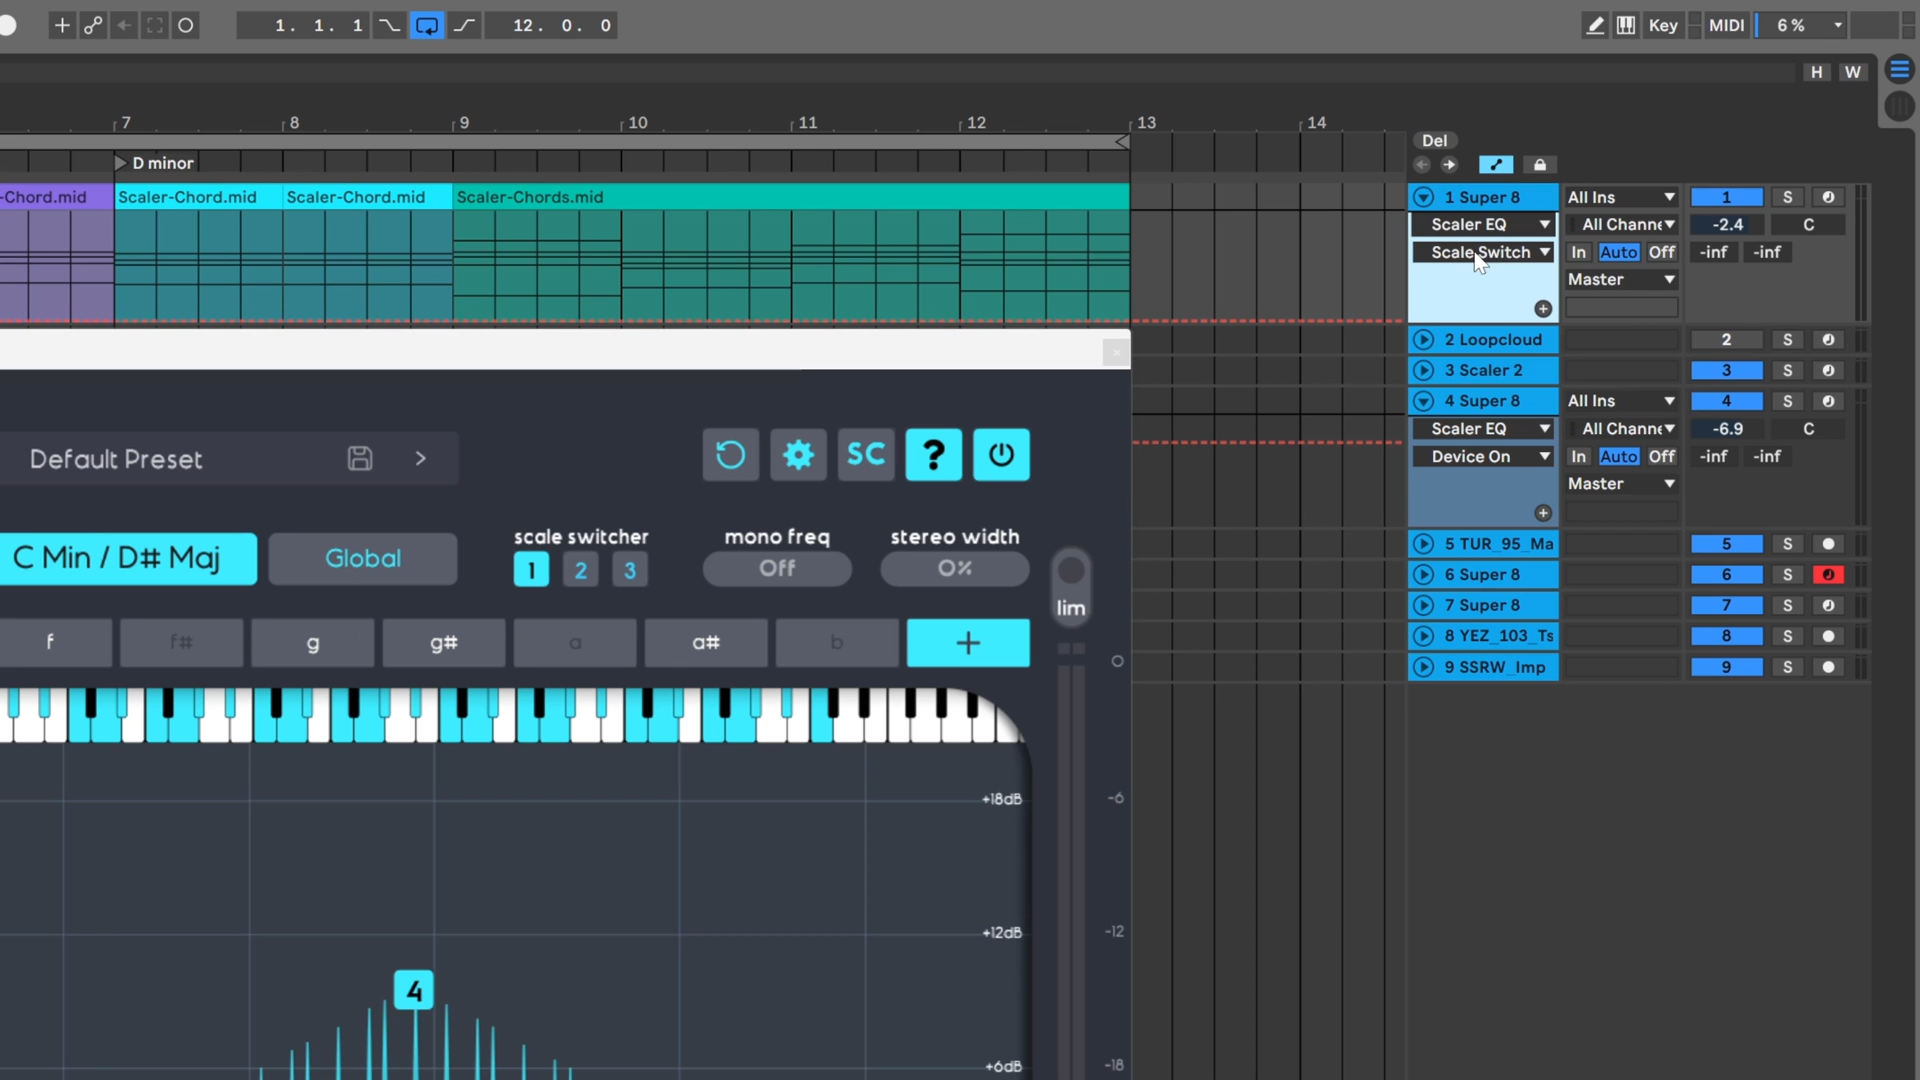 1. 1. 1
12. 0. 0
Key
MIDI
6 %
H W
7 8 9 10 11 12 13 14
Del
D minor
-Chord.mid Scaler-Chord.mid Scaler-Chord.mid Scaler-Chords.mid
1 Super 8 All Ins 1 S
Scaler EQ All Channe -2.4 C
Scale Switch In Auto Off -inf -inf
Master
2 Loopcloud 2 S
3 Scaler 2 3 S
4 Super 8 All Ins 4 S
Scaler EQ All Channe -6.9 C
Device On In Auto Off -inf -inf
Master
5 TUR_95_Ma 5 S
6 Super 8 6 S
7 Super 8 7 S
8 YEZ_103_Ts 8 S
9 SSRW_Imp 9 S
Default Preset
SC ?
C Min / D# Maj Global
scale switcher mono freq stereo width
1 2 3 Off 0%
lim
f f# g g# a a# b +
0
+18dB -6
+12dB -12
4
+6dB -18